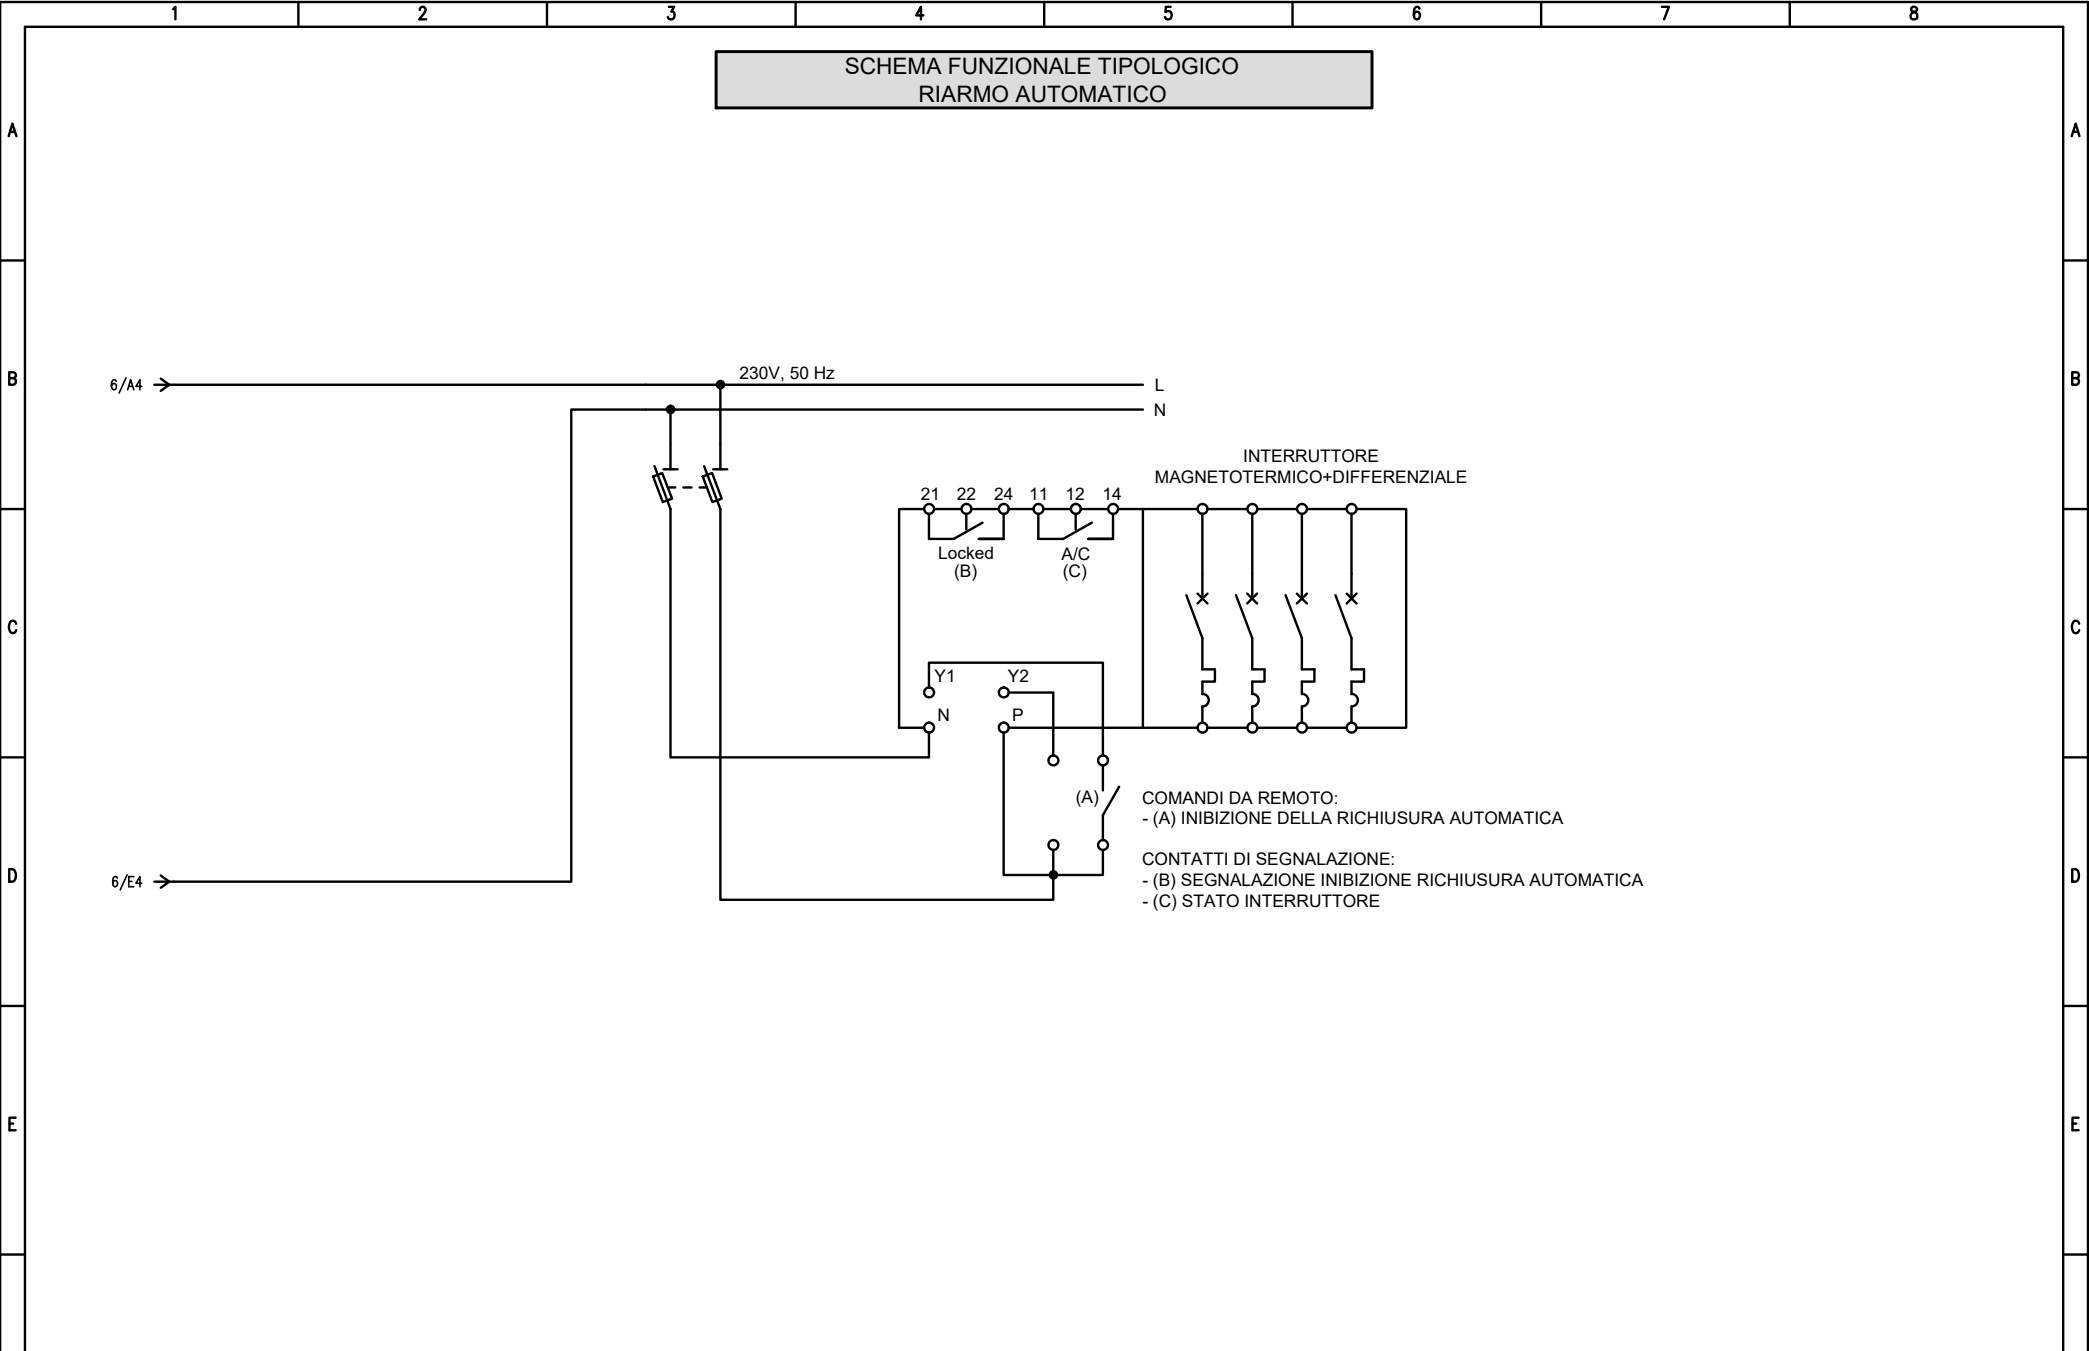 1 2 3 4 5 6 7 8
SCHEMA FUNZIONALE TIPOLOGICO
RIARMO AUTOMATICO
A A
230V, 50 Hz
B 6/A4 L B
N
INTERRUTTORE
MAGNETOTERMICO+DIFFERENZIALE
21 22 24 11 12 14
Locked A/C
(B) (C)
C C
Y1 Y2
N P
(A) COMANDI DA REMOTO:
- (A) INIBIZIONE DELLA RICHIUSURA AUTOMATICA
CONTATTI DI SEGNALAZIONE:
D 6/E4 - (B) SEGNALAZIONE INIBIZIONE RICHIUSURA AUTOMATICA D
- (C) STATO INTERRUTTORE
E E